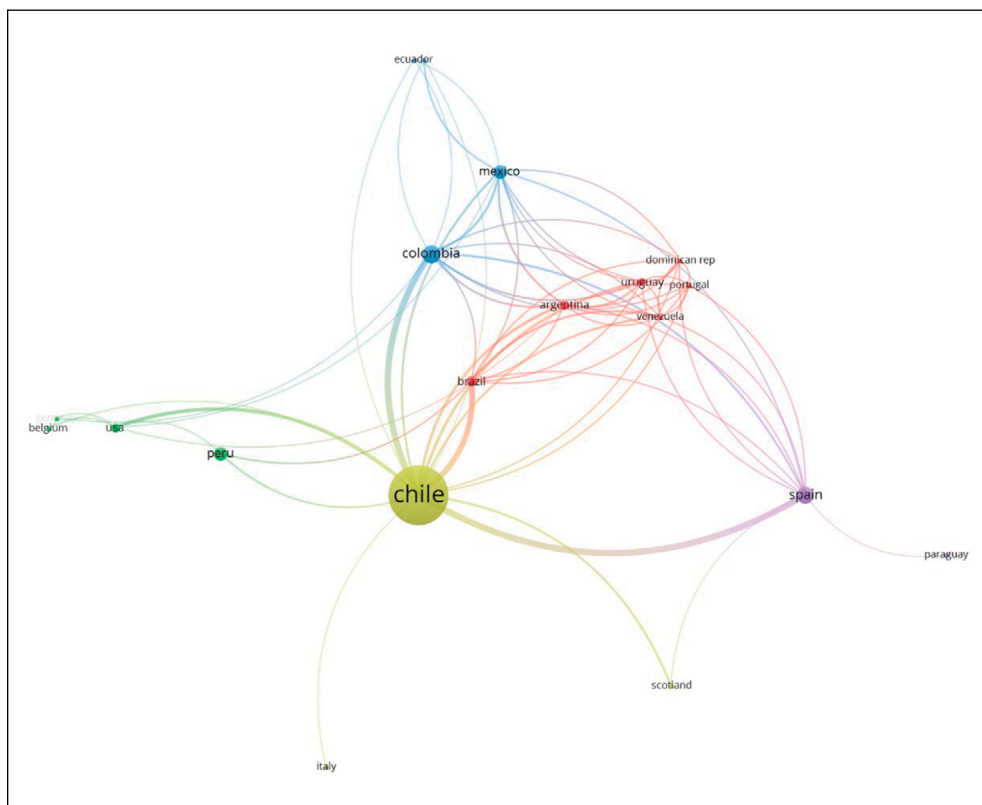 ecuador
mexico
colombia
dominican rep
uruguay
portugal
argentina
venezuela
brazil
belgium
usa
peru
chile
spain
paraguay
scotland
italy